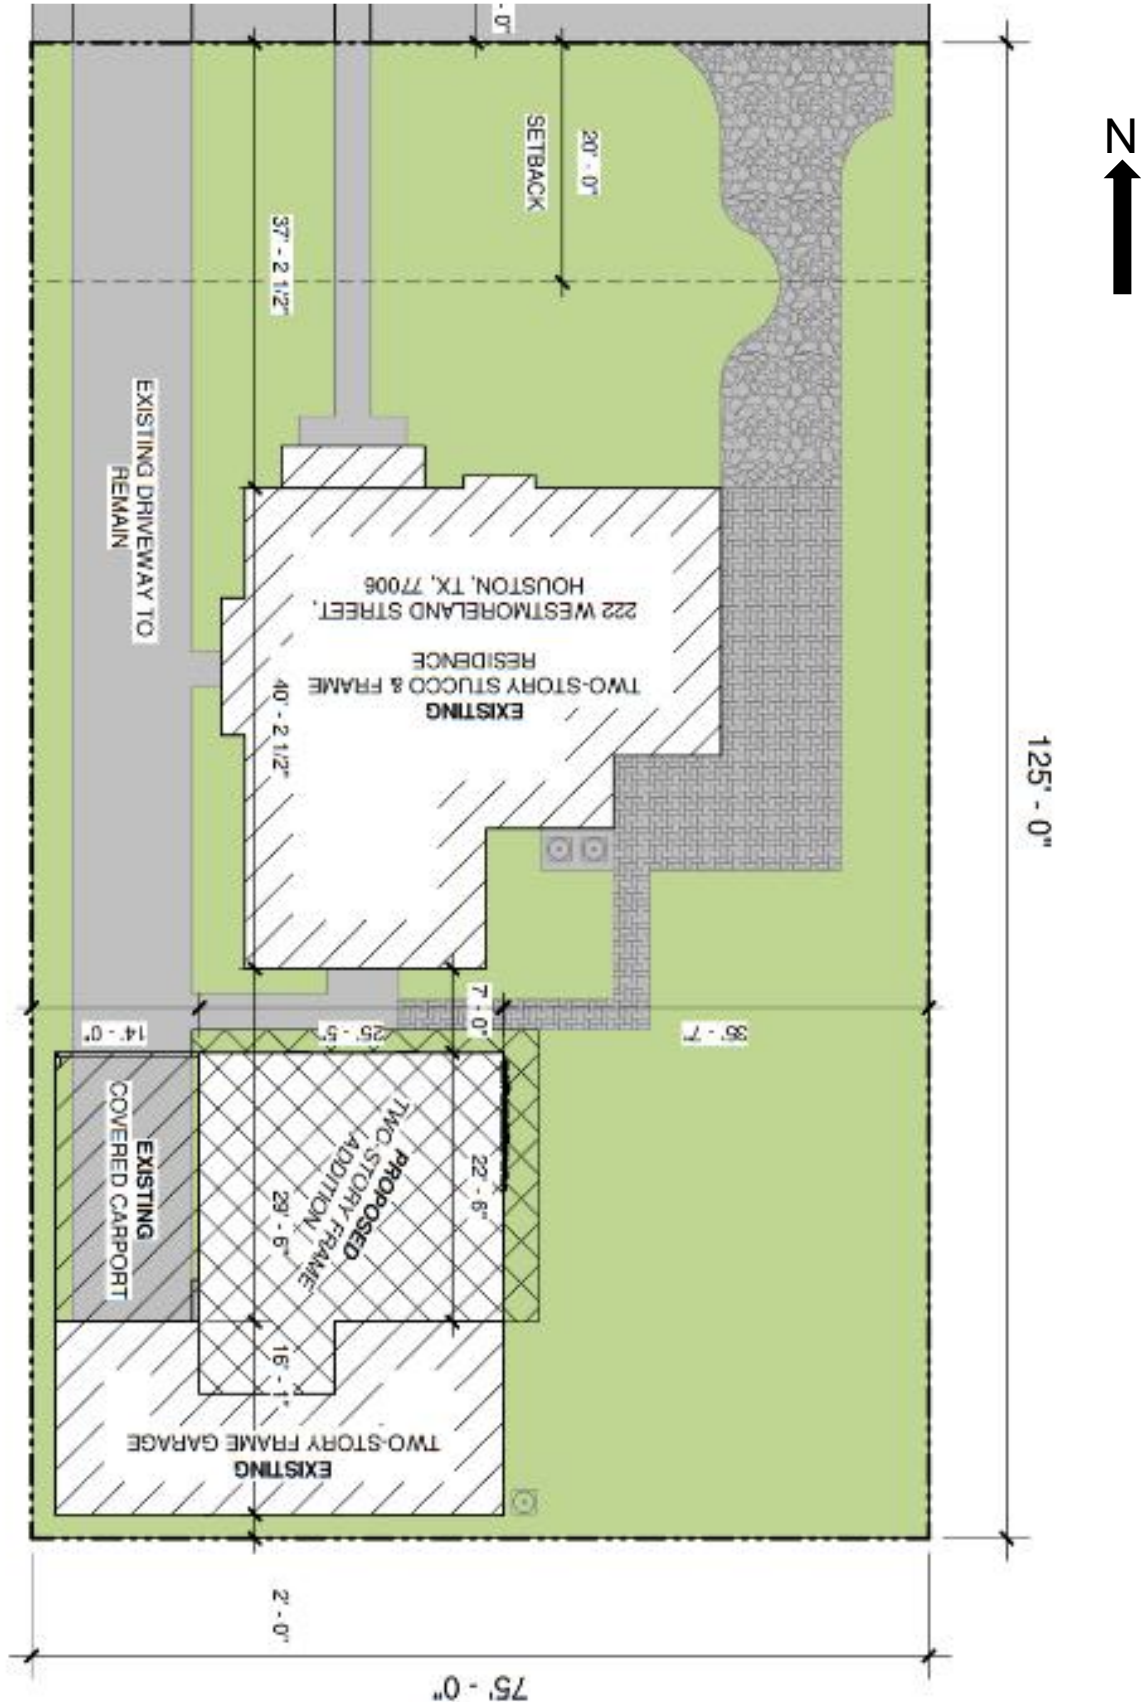 - 0"
N
20' - 0"
SETBACK
37' - 2 1/2"
EXISTING DRIVEWAY TO
REMAIN
EXISTING
TWO-STORY STUCCO & FRAME
RESIDENCE
222 WESTMORELAND STREET,
HOUSTON, TX, 77006
40' - 2 1/2"
125' - 0"
7' - 0"
14' - 0"
25' - 5"
35' - 7"
EXISTING
COVERED CARPORT
PROPOSED
TWO-STORY FRAME
ADDITION
22' - 6"
29' - 6"
16' - 1"
EXISTING
TWO-STORY FRAME GARAGE
2' - 0"
75' - 0"